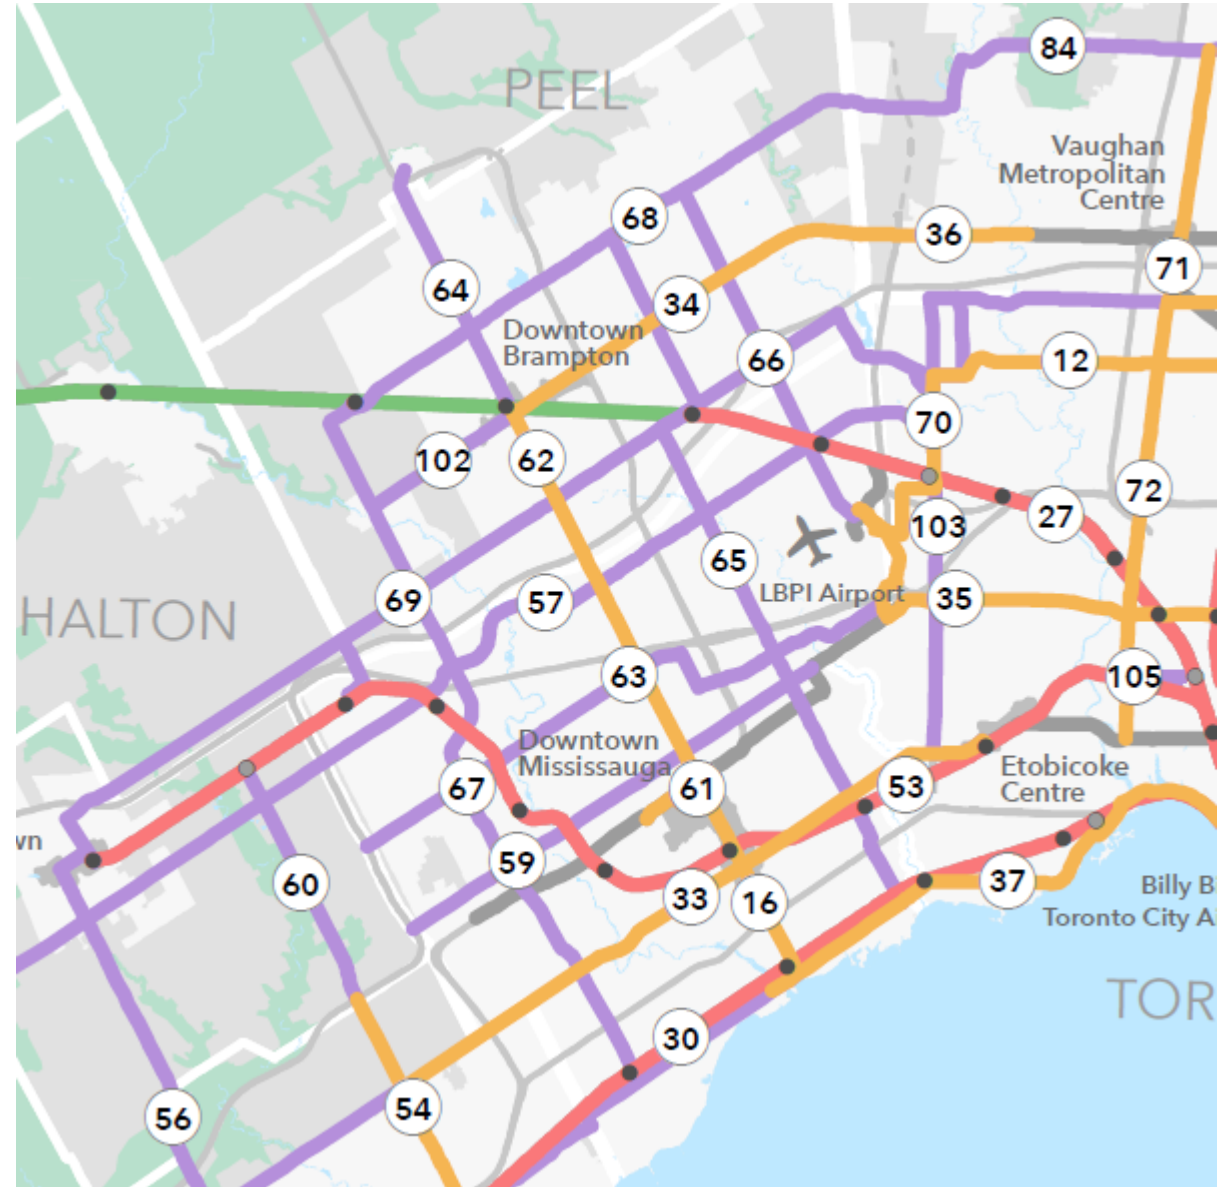 84
PEEL
Vaughan
Metropolitan
Centre
68
36
71
64
34
Downtown
Brampton
66
12
70
102
62
72
27
103
65
LBPI Airport
35
57
69
HALTON
63
105
Downtown
Mississauga
Etobicoke
Centre
53
67
61
wn
59
60
33
16
37
Billy B
Toronto City A
TOR
30
54
56